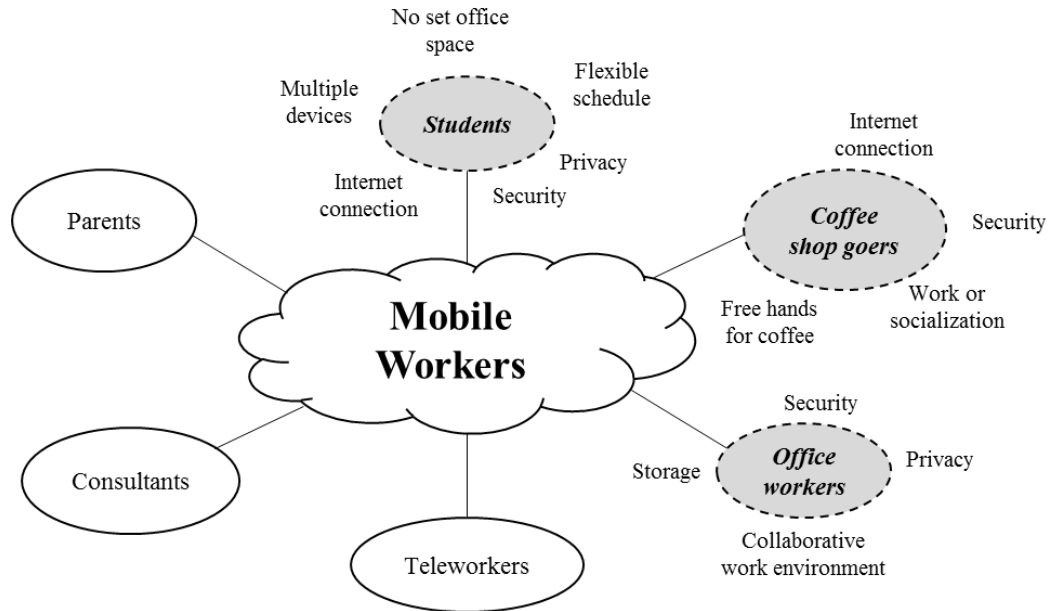 No set office
space
Multiple
devices
Flexible
schedule
Students
Privacy
Internet
connection
Security
Internet
connection
Coffee
shop goers
Security
Work or
socialization
Free hands
for coffee
Parents
Mobile
Workers
Security
Office
workers
Privacy
Storage
Collaborative
work environment
Consultants
Teleworkers